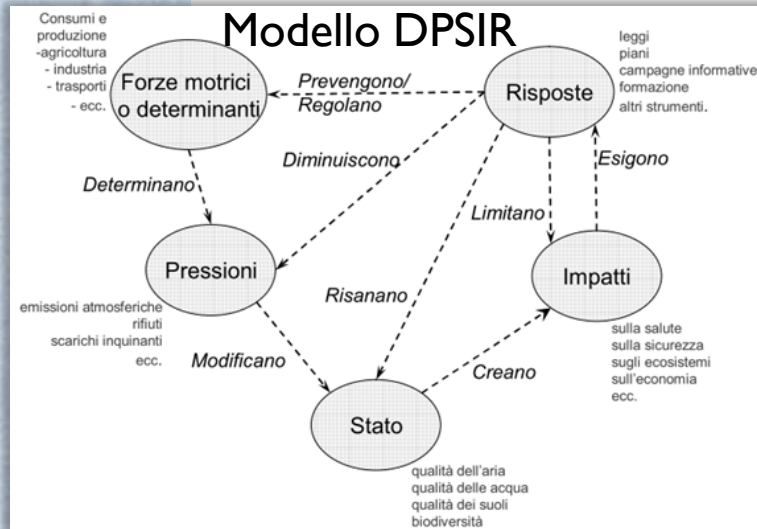 Modello DPSIR
Consumi e
produzione
-agricoltura
- industria
- trasporti
- ecc.
Forze motrici
o determinanti
Prevengono/
Regolano
Risposte
leggi
piani
campagne informative
formazione
altri strumenti.
Diminuiscono
Esigono
Determinano
Limitano
Pressioni
Impatti
emissioni atmosferiche
rifiuti
scarichi inquinanti
ecc.
Risanano
sulla salute
sulla sicurezza
sugli ecosistemi
sull'economia
ecc.
Modificano
Creano
Stato
qualità dell'aria
qualità delle acqua
qualità dei suoli
biodiversità